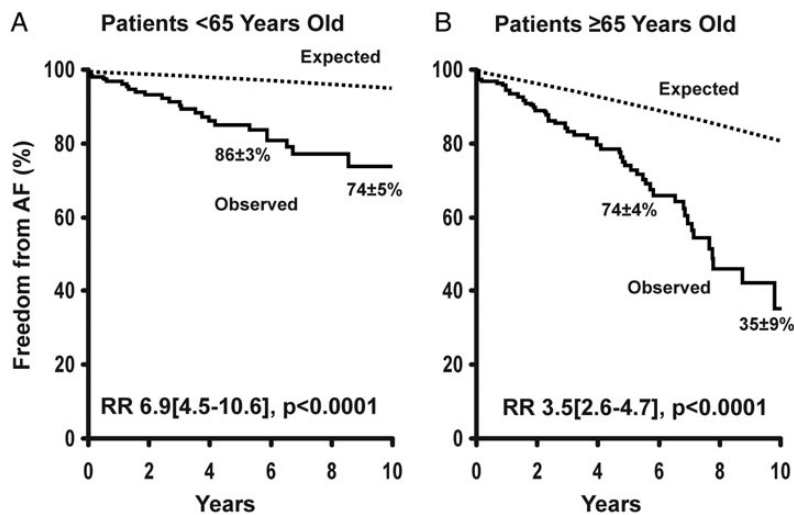 A
Patients <65 Years Old
Expected
100
80
60
40
20
0
Freedom from AF (%)
86±3%
74±5%
Observed
RR 6.9[4.5-10.6], p<0.0001
0 2 4 6 8 10
Years
B
Patients ≥65 Years Old
Expected
100
80
60
40
20
0
74±4%
Observed
35±9%
RR 3.5[2.6-4.7], p<0.0001
0 2 4 6 8 10
Years